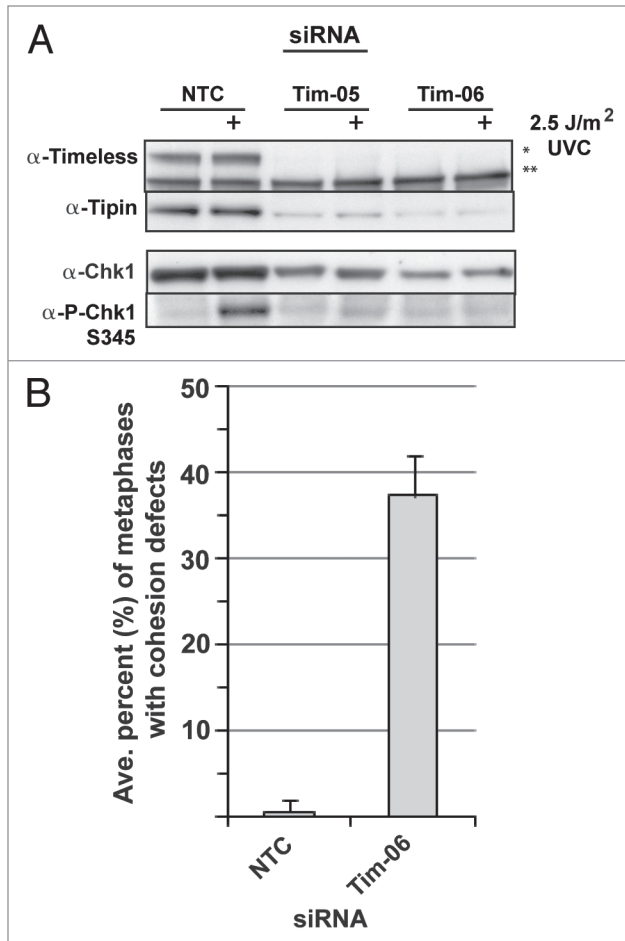 A
siRNA
NTC Tim-05 Tim-06
+ + + 2.5 J/m2
UVC
α-Timeless *
**
α-Tipin
α-Chk1
α-P-Chk1
S345
B
Ave. percent (%) of metaphases
with cohesion defects
50
40
30
20
10
NTC
Tim-06
siRNA